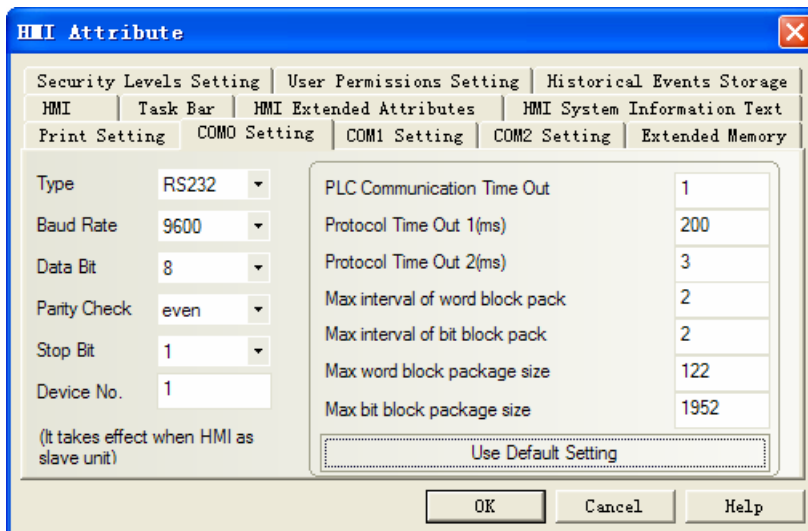 HMI Attribute
Security Levels Setting User Permissions Setting Historical Events Storage
HMI Task Bar HMI Extended Attributes HMI System Information Text
Print Setting COM0 Setting COM1 Setting COM2 Setting Extended Memory
Type RS232
Baud Rate 9600
Data Bit 8
Parity Check even
Stop Bit 1
Device No. 1
(It takes effect when HMI as
slave unit)
PLC Communication Time Out 1
Protocol Time Out 1(ms) 200
Protocol Time Out 2(ms) 3
Max interval of word block pack 2
Max interval of bit block pack 2
Max word block package size 122
Max bit block package size 1952
Use Default Setting
OK Cancel Help